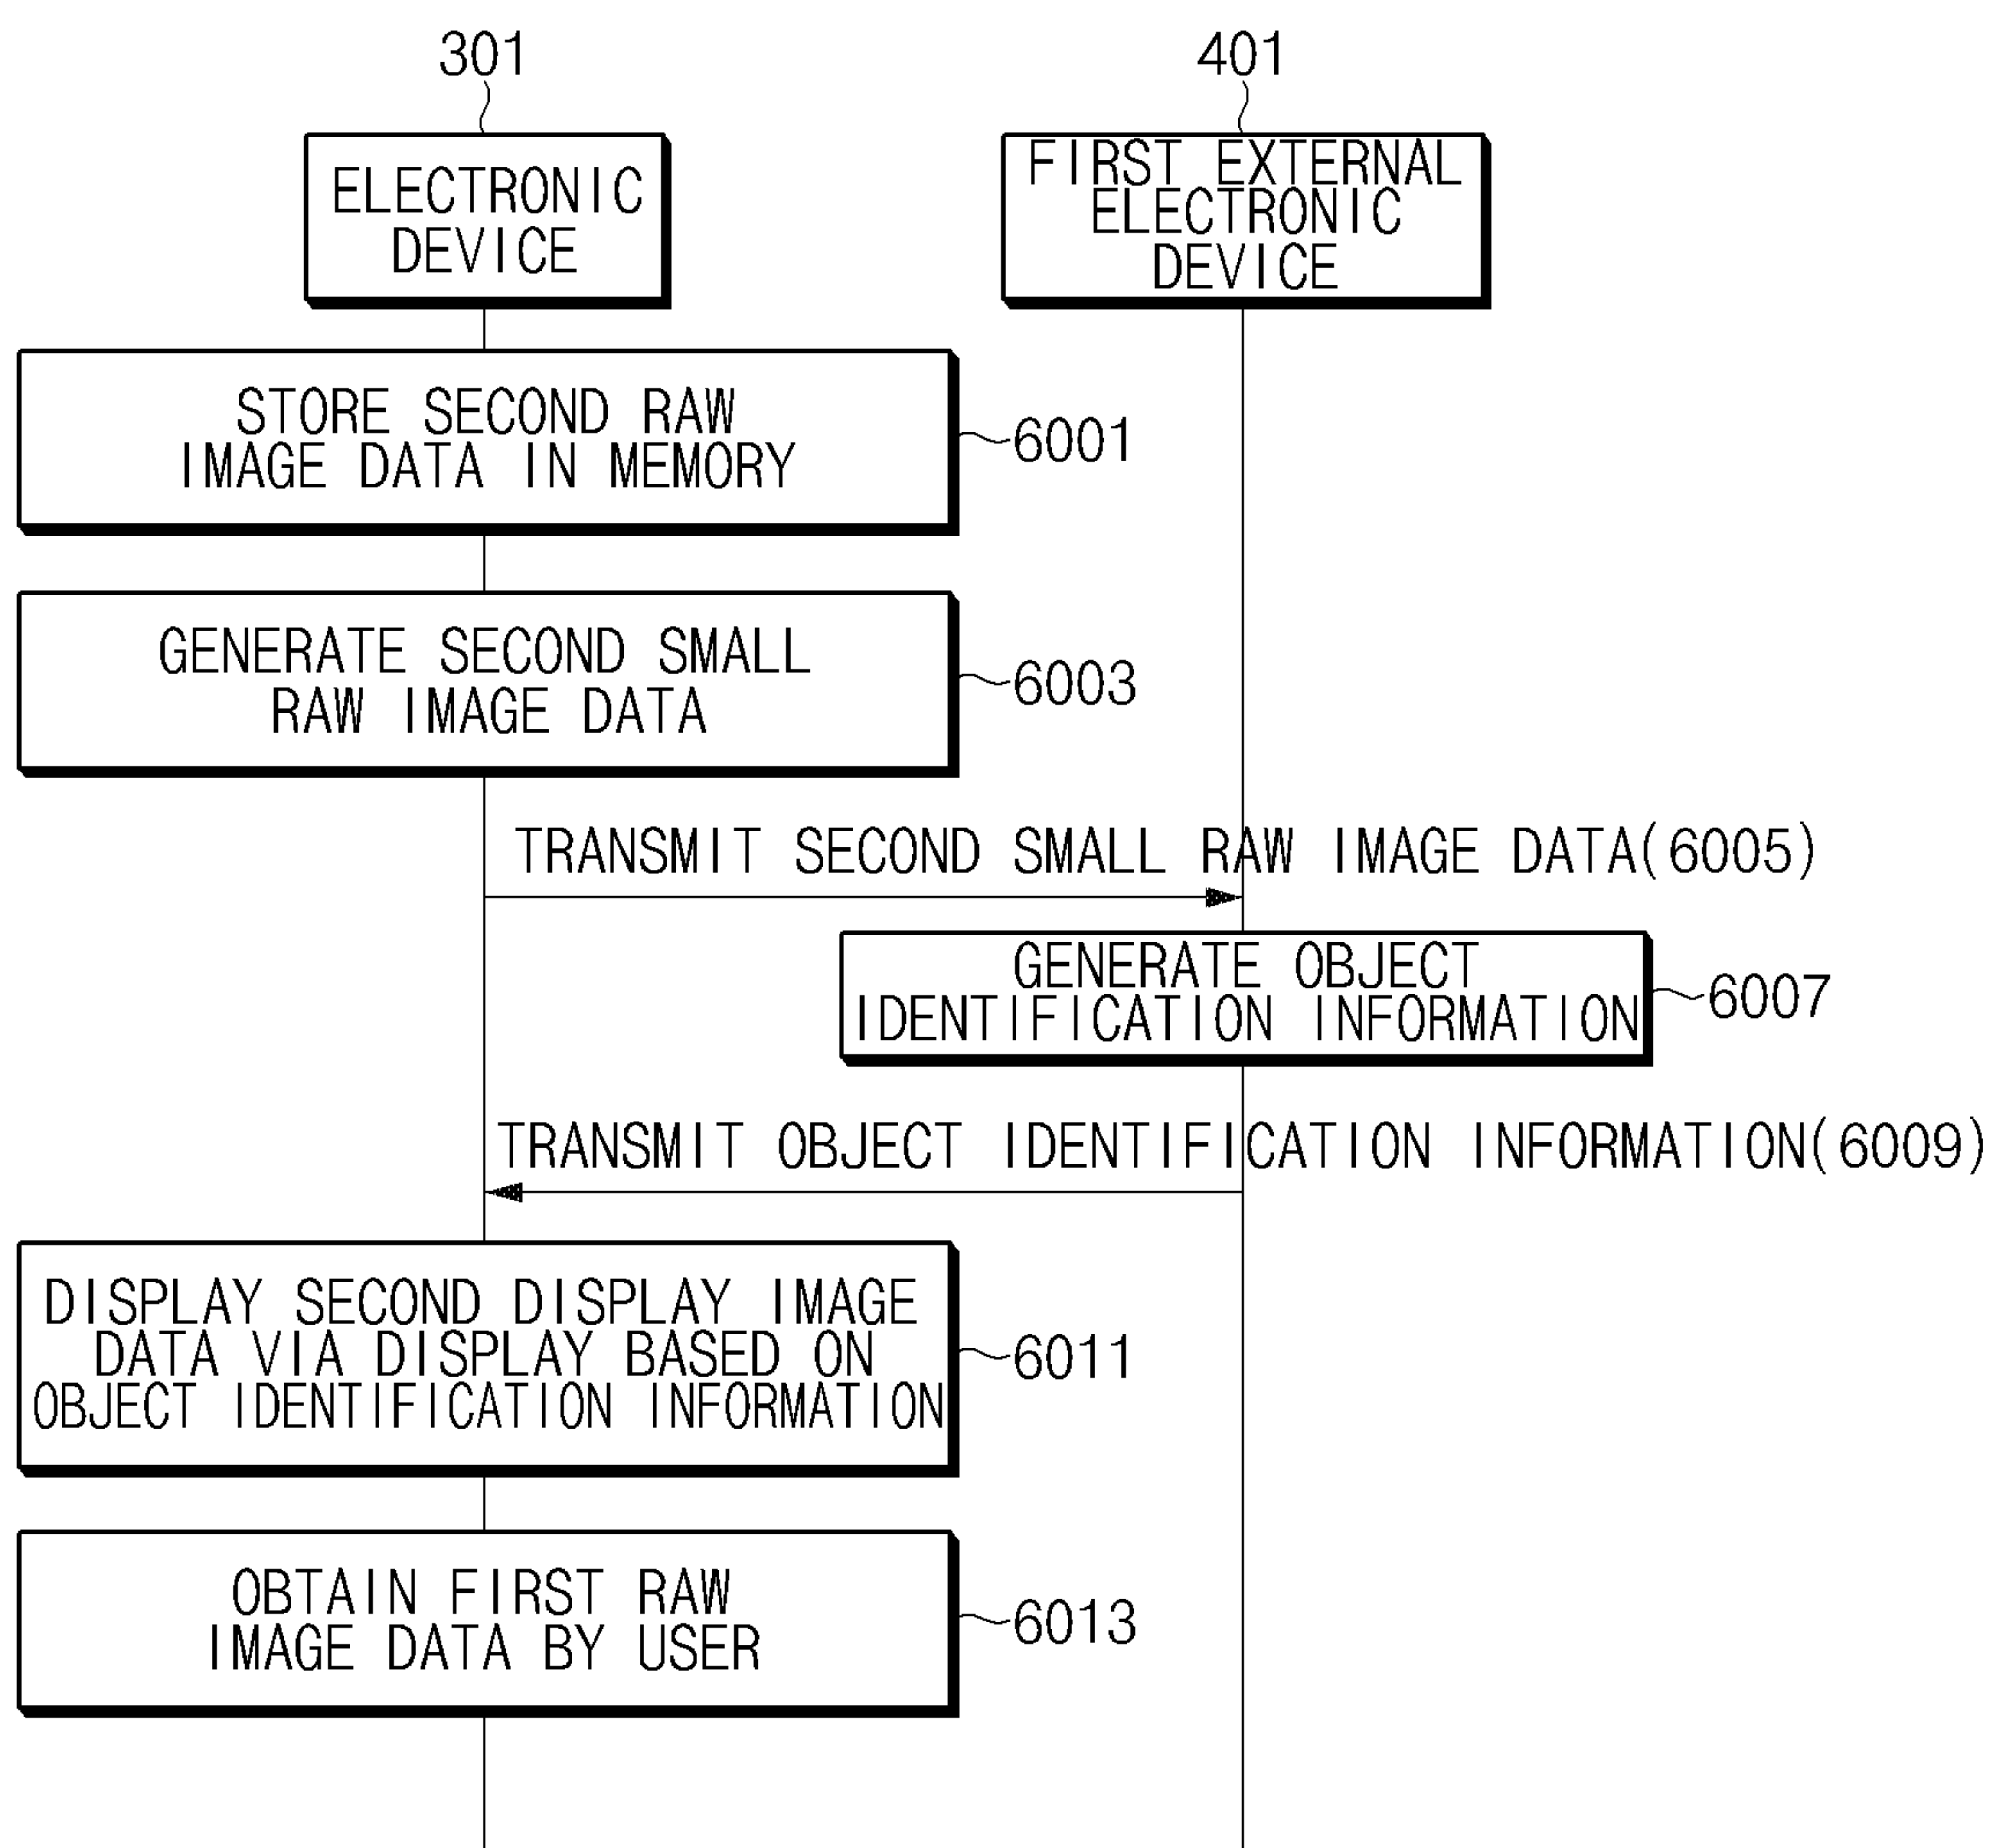 301
401
ELECTRONIC
DEVICE
FIRST EXTERNAL
ELECTRONIC
DEVICE
STORE SECOND RAW
IMAGE DATA IN MEMORY
6001
GENERATE SECOND SMALL
RAW IMAGE DATA
6003
TRANSMIT SECOND SMALL RAW IMAGE DATA(6005)
GENERATE OBJECT
IDENTIFICATION INFORMATION
6007
TRANSMIT OBJECT IDENTIFICATION INFORMATION(6009)
DISPLAY SECOND DISPLAY IMAGE
DATA VIA DISPLAY BASED ON
OBJECT IDENTIFICATION INFORMATION
6011
OBTAIN FIRST RAW
IMAGE DATA BY USER
6013